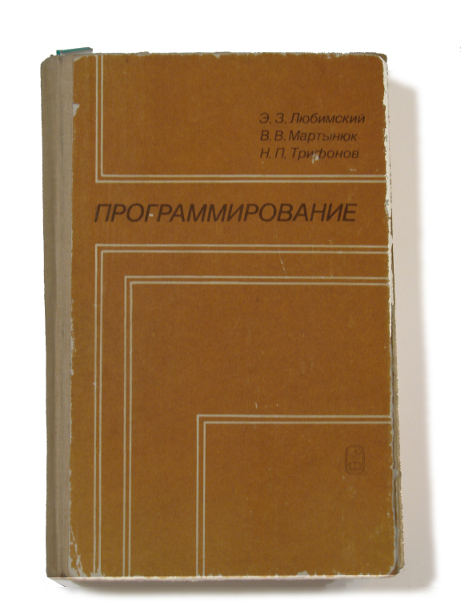 Э. З. Любимский
В. В. Мартынюк
Н. П. Трифонов
ПРОГРАММИРОВАНИЕ